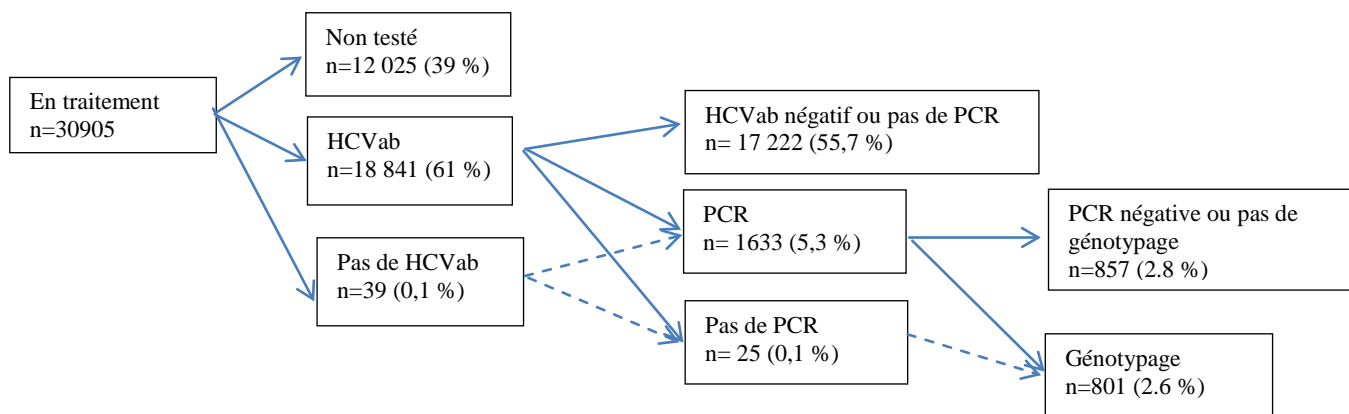 Non testé
n=12 025 (39 %)
En traitement
n=30905
HCVab
n=18 841 (61 %)
Pas de HCVab
n=39 (0,1 %)
HCVab négatif ou pas de PCR
n= 17 222 (55,7 %)
PCR
n= 1633 (5,3 %)
Pas de PCR
n= 25 (0,1 %)
PCR négative ou pas de
génotypage
n=857 (2.8 %)
Génotypage
n=801 (2.6 %)